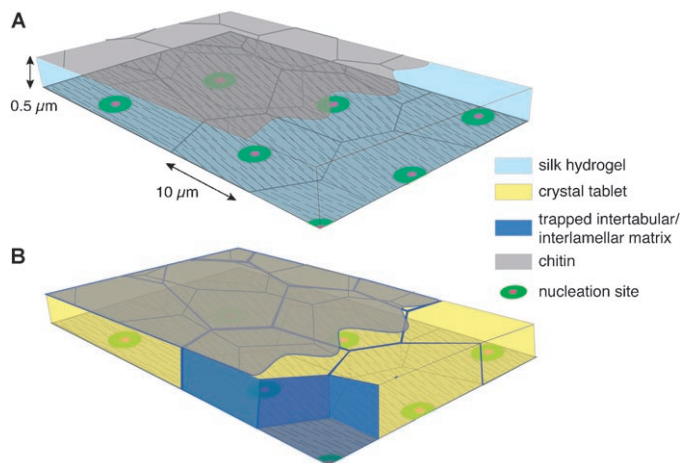 A
0.5 μm
10 μm
silk hydrogel
crystal tablet
trapped intertabular/
interlamellar matrix
chitin
nucleation site
B